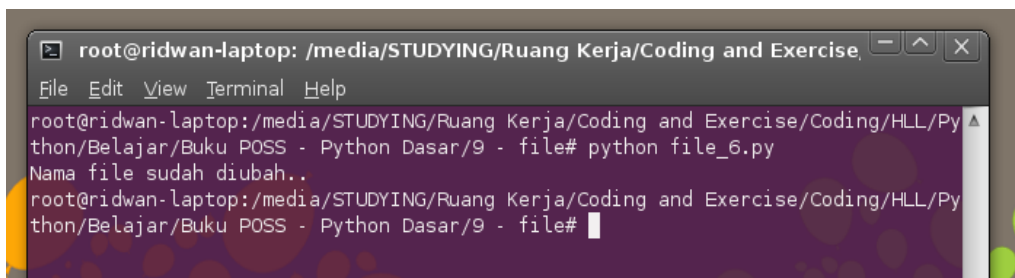 root@ridwan-laptop: /media/STUDYING/Ruang Kerja/Coding and Exercise,
File Edit View Terminal Help
root@ridwan-laptop:/media/STUDYING/Ruang Kerja/Coding and Exercise/Coding/HLL/Py
thon/Belajar/Buku POSS - Python Dasar/9 - file# python file_6.py
Nama file sudah diubah..
root@ridwan-laptop:/media/STUDYING/Ruang Kerja/Coding and Exercise/Coding/HLL/Py
thon/Belajar/Buku POSS - Python Dasar/9 - file#